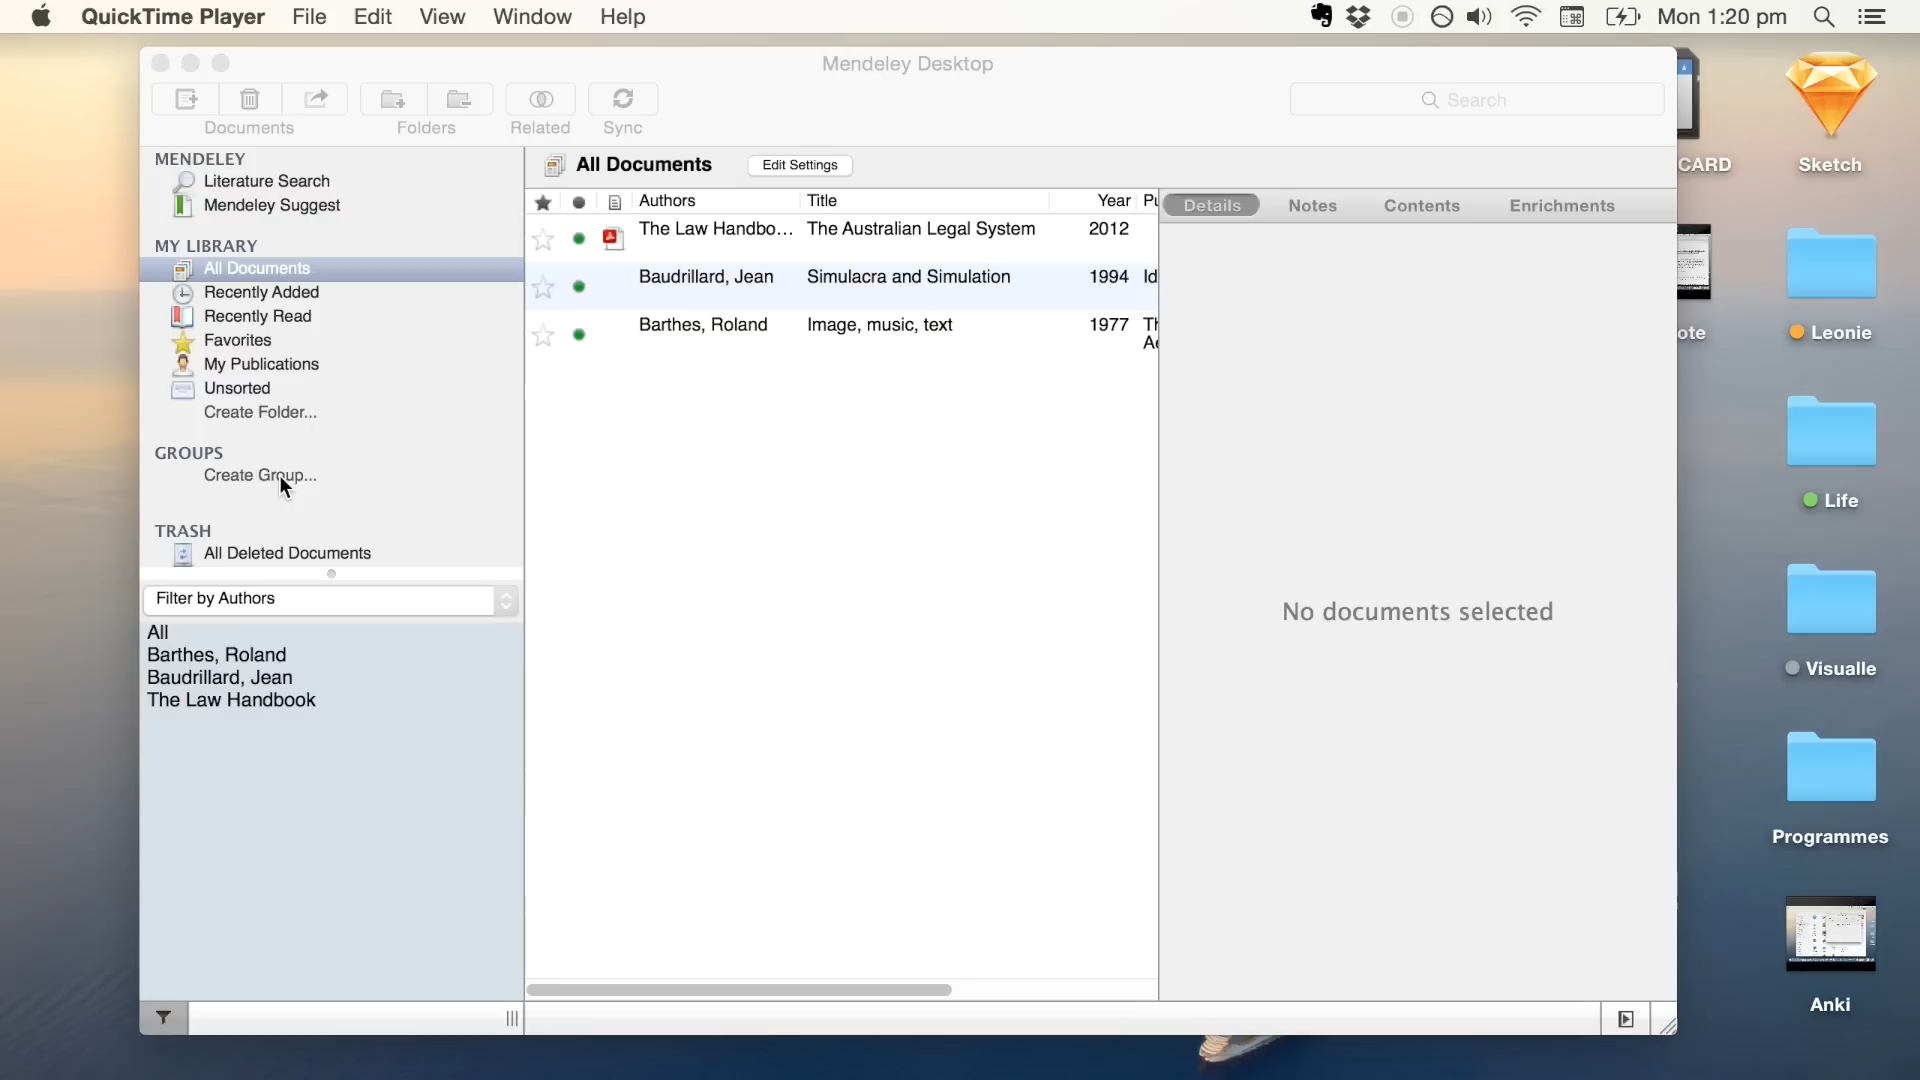 QuickTime Player File Edit View Window Help Mon 1:20 pm
Mendeley Desktop
Search
Documents Folders Related Sync
MENDELEY
Literature Search
Mendeley Suggest
MY LIBRARY
All Documents
Recently Added
Recently Read
Favorites
My Publications
Unsorted
Create Folder...
GROUPS
Create Group...
TRASH
All Deleted Documents
Filter by Authors
All
Barthes, Roland
Baudrillard, Jean
The Law Handbook
All Documents Edit Settings
Authors Title Year Pu
The Law Handbo... The Australian Legal System 2012
Baudrillard, Jean Simulacra and Simulation 1994 Id
Barthes, Roland Image, music, text 1977 Th
Ae
Details Notes Contents Enrichments
No documents selected
CARD
Sketch
ote
Leonie
Life
Visualle
Programmes
Anki